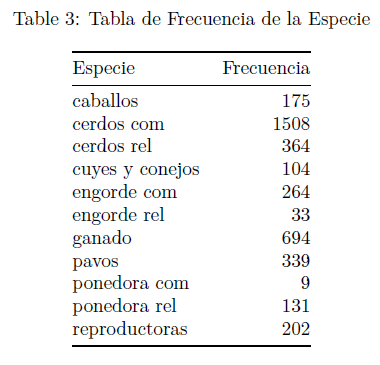 Table 3: Tabla de Frecuencia de la Especie
Especie Frecuencia
caballos 175
cerdos com 1508
cerdos rel 364
cuyes y conejos 104
engorde com 264
engorde rel 33
ganado 694
pavos 339
ponedora com 9
ponedora rel 131
reproductoras 202